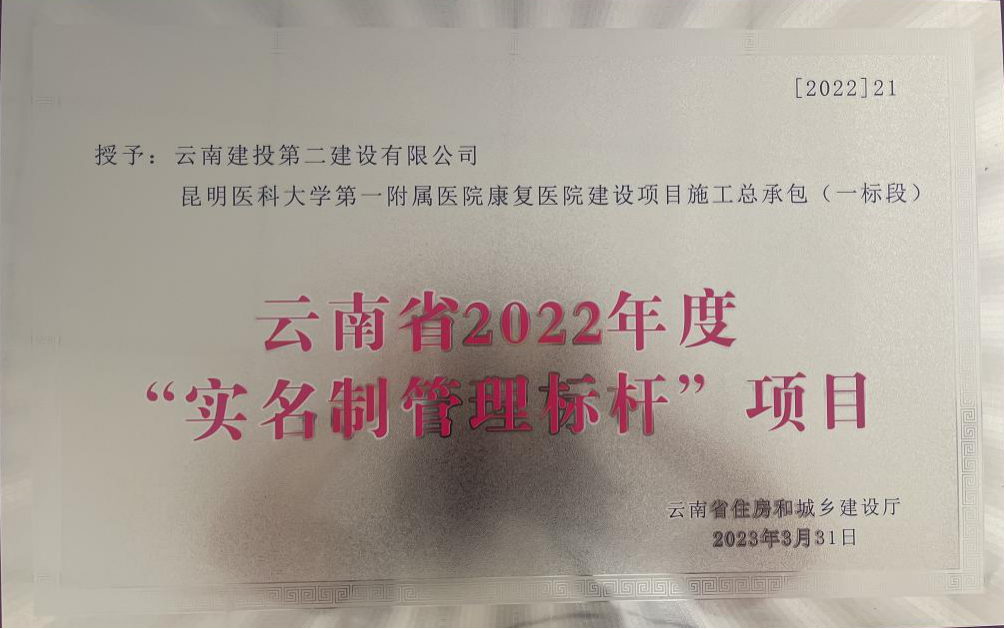 [2022]21
授予：云南建投第二建设有限公司
昆明医科大学第一附属医院康复医院建设项目施工总承包（一标段）
云南省2022年度
“实名制管理标杆”项目
云南省住房和城乡建设厅
2023年3月31日